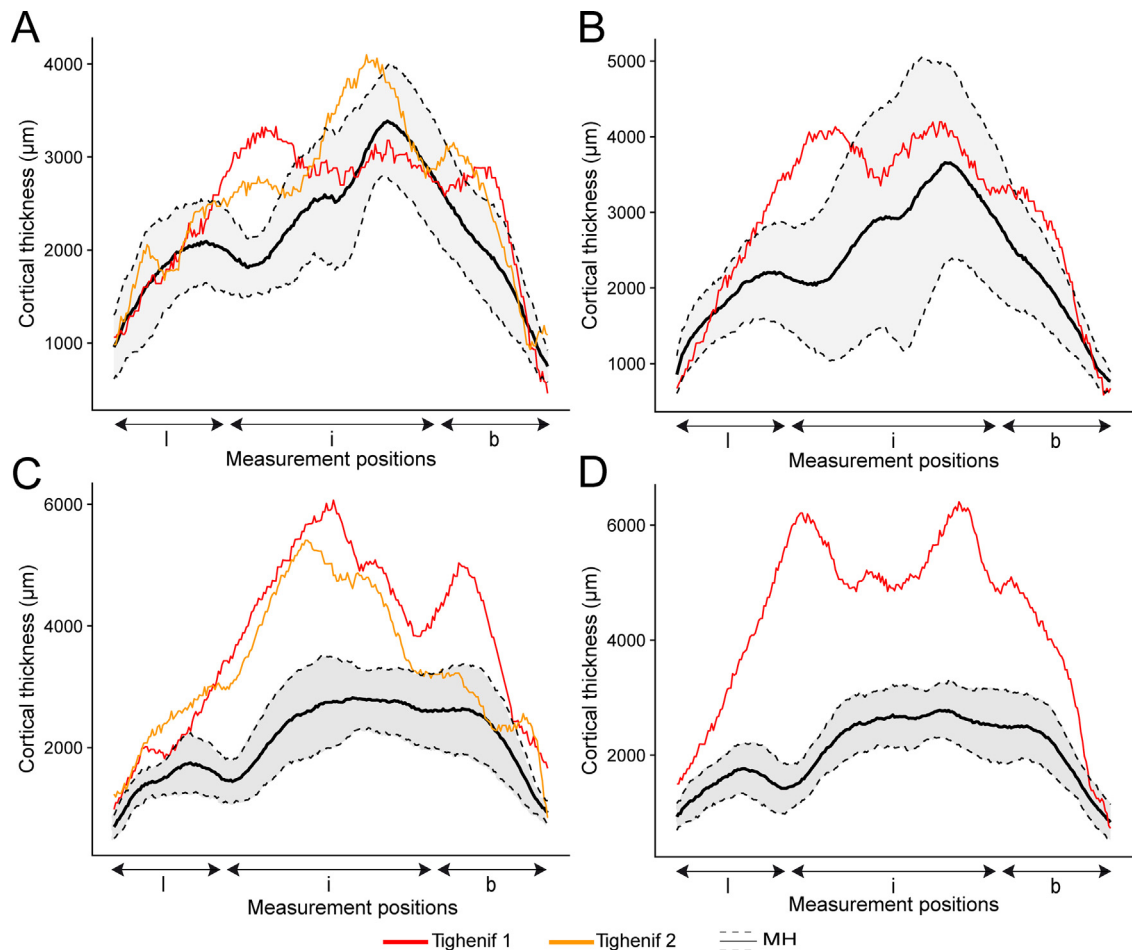 A
Cortical thickness (µm)
4000
3000
2000
1000
l
i
b
Measurement positions
B
Cortical thickness (µm)
5000
4000
3000
2000
1000
l
i
b
Measurement positions
C
Cortical thickness (µm)
6000
4000
2000
l
i
b
Measurement positions
D
Cortical thickness (µm)
6000
4000
2000
l
i
b
Measurement positions
Tighenif 1
Tighenif 2
MH